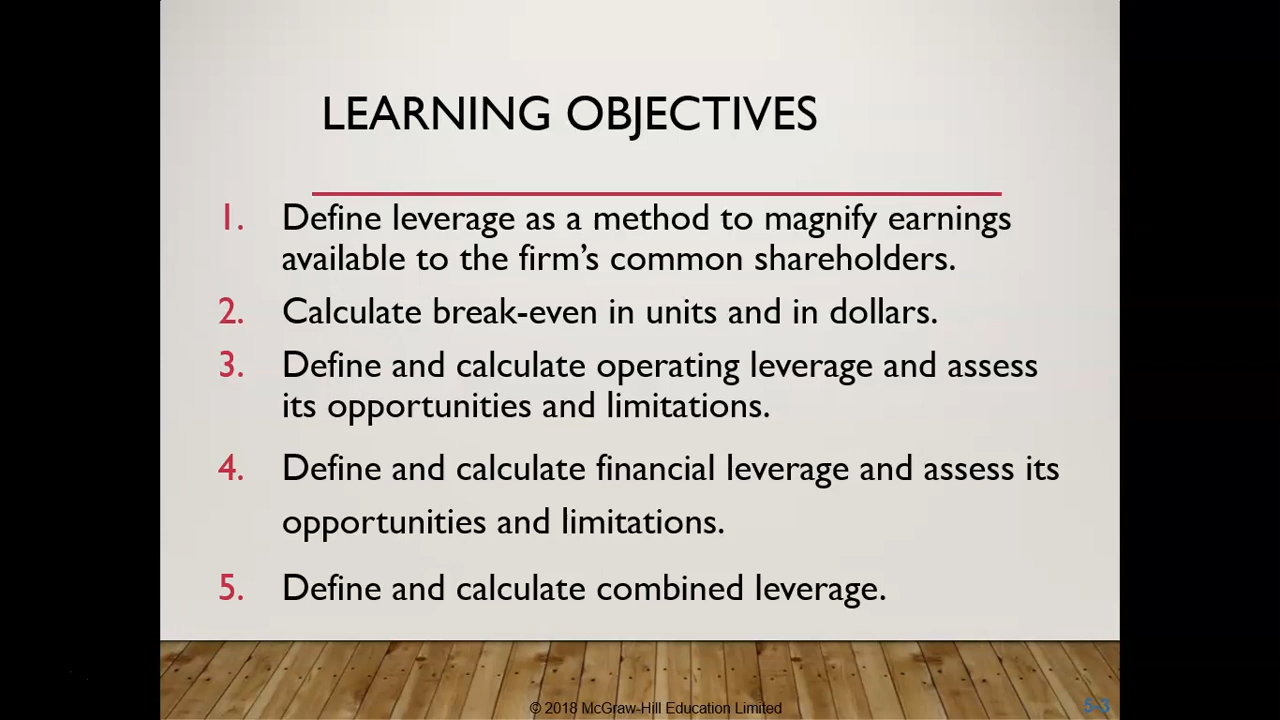 LEARNING OBJECTIVES
1. Define leverage as a method to magnify earnings
available to the firm’s common shareholders.
2. Calculate break-even in units and in dollars.
3. Define and calculate operating leverage and assess
its opportunities and limitations.
4. Define and calculate financial leverage and assess its
opportunities and limitations.
5. Define and calculate combined leverage.
© 2018 McGraw-Hill Education Limited
5-3